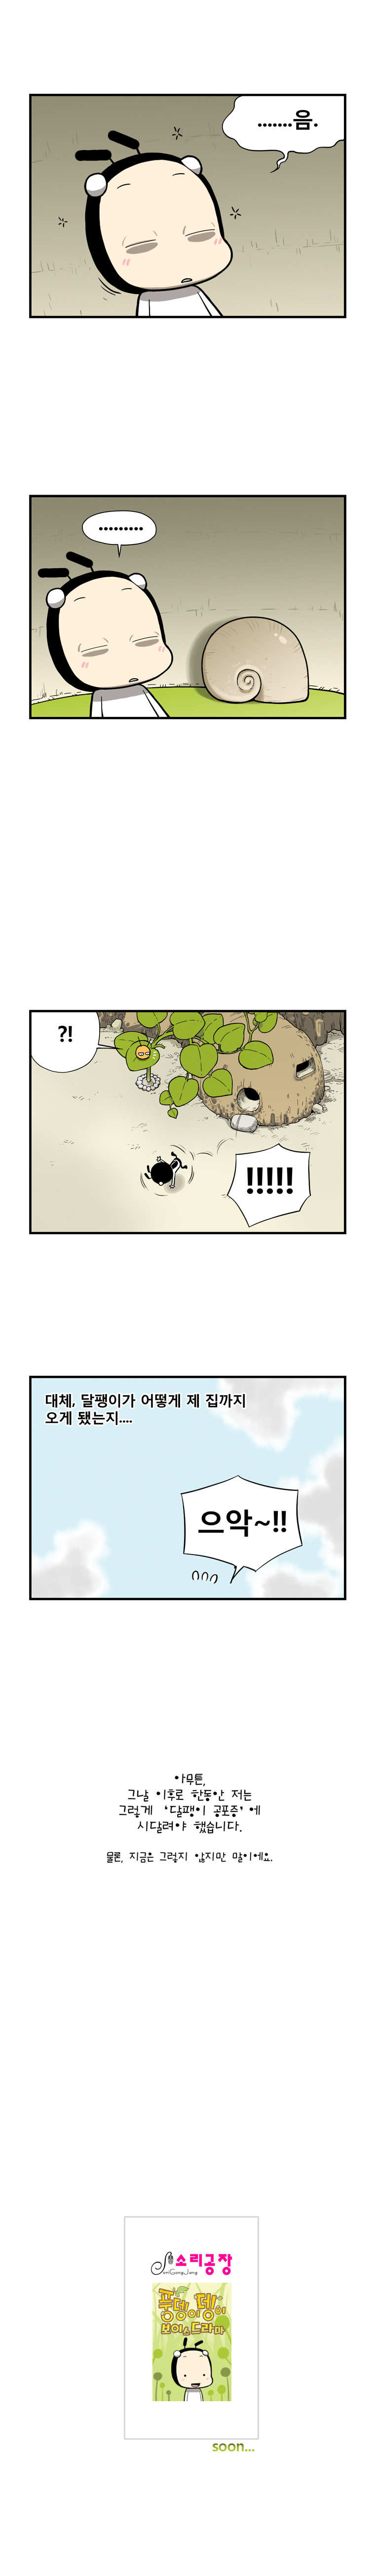 .......음.
.........
?!
!!!!!
대체, 달팽이가 어떻게 제 집까지
오게 됐는지....
으악~!!
아무튼,
그날 이후로 한동안 저는
그렇게 '달팽이 공포증' 에
시달려야 했습니다.
물론, 지금은 그렇지 않지만 말이에요.
소리공장
SoriGongJang
풍뎅이뎅이
보이스드라마
soon...